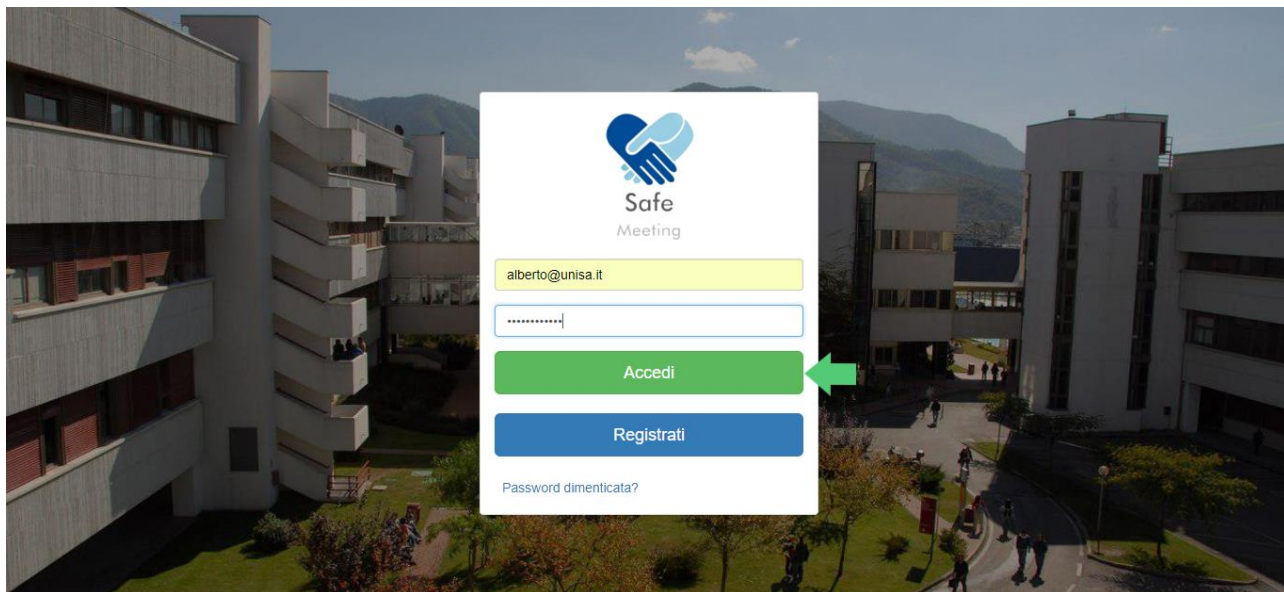 Safe
Meeting
alberto@unisa.it
••••••••••••
Accedi
Registrati
Password dimenticata?